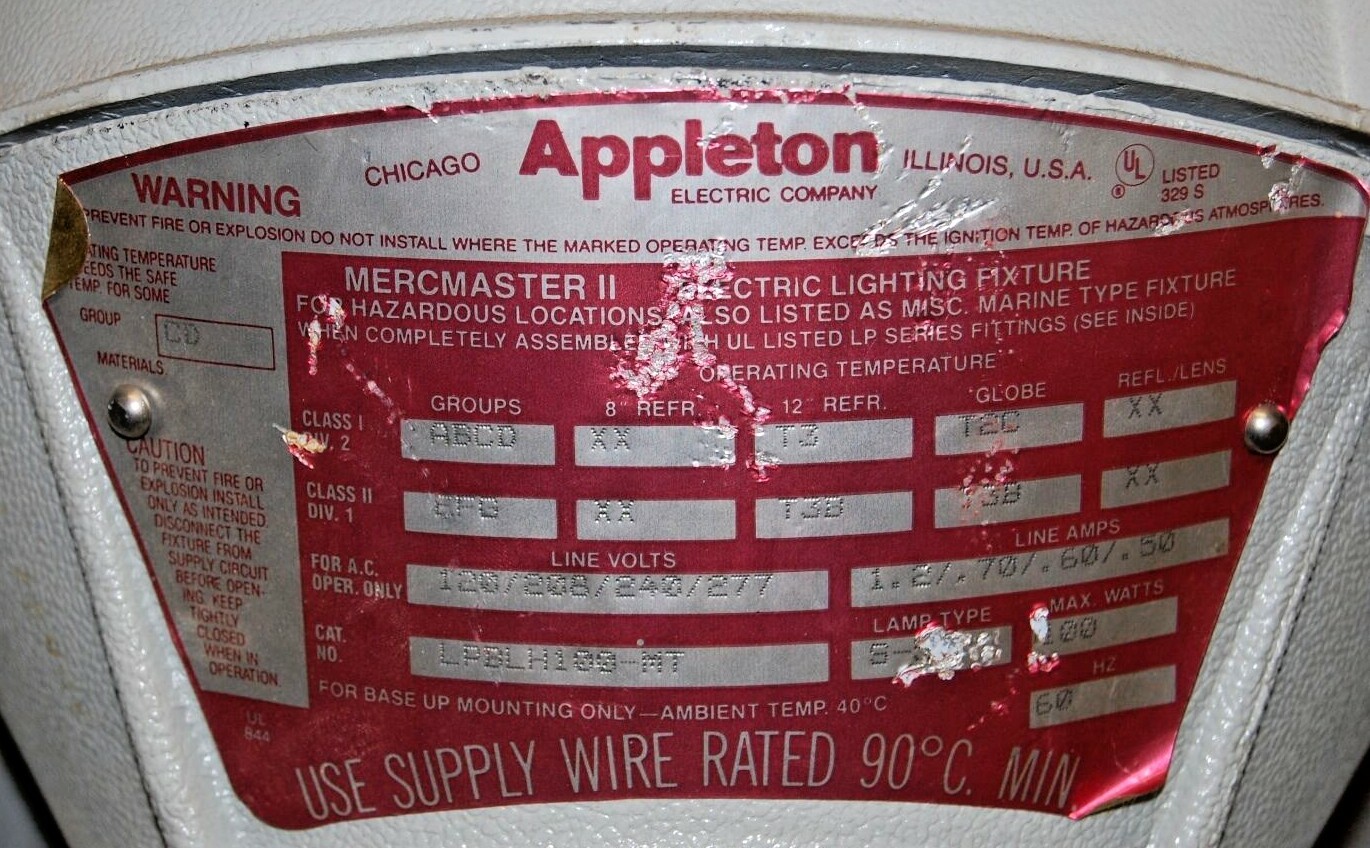 CHICAGO Appleton ILLINOIS, U.S.A. UL ® LISTED
ELECTRIC COMPANY 329 S
WARNING
PREVENT FIRE OR EXPLOSION DO NOT INSTALL WHERE THE MARKED OPERATING TEMP. EXCEEDS THE IGNITION TEMP. OF HAZARDOUS ATMOSPHERES.
TEMPERATURE
THE SAFE
TEMP. FOR SOME
GROUP CD
MATERIALS
CAUTION
TO PREVENT FIRE OR
EXPLOSION INSTALL
ONLY AS INTENDED.
DISCONNECT THE
FIXTURE FROM
SUPPLY CIRCUIT
BEFORE OPEN-
ING. KEEP
TIGHTLY
CLOSED
WHEN IN
OPERATION.
UL
844
MERCMASTER II ELECTRIC LIGHTING FIXTURE
FOR HAZARDOUS LOCATIONS, ALSO LISTED AS MISC. MARINE TYPE FIXTURE
WHEN COMPLETELY ASSEMBLED WITH UL LISTED LP SERIES FITTINGS (SEE INSIDE)
OPERATING TEMPERATURE
GROUPS 8" REFR. 12" REFR. GLOBE REFL./LENS
CLASS I DIV. 2 ABCD XX T3 T2C XX
CLASS II DIV. 1 XX T3B T3B XX
LINE VOLTS LINE AMPS
FOR A.C. OPER. ONLY 120/208/240/277 1.2/.70/.60/.50
LAMP TYPE MAX. WATTS
CAT. NO. LPBLH100-MT 100
HZ
60
FOR BASE UP MOUNTING ONLY—AMBIENT TEMP. 40°C
USE SUPPLY WIRE RATED 90°C. MIN